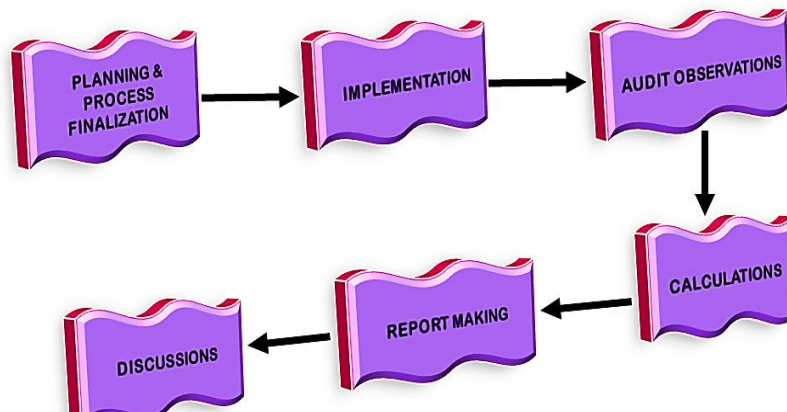 PLANNING &
PROCESS
FINALIZATION
IMPLEMENTATION
AUDIT OBSERVATIONS
CALCULATIONS
REPORT MAKING
DISCUSSIONS